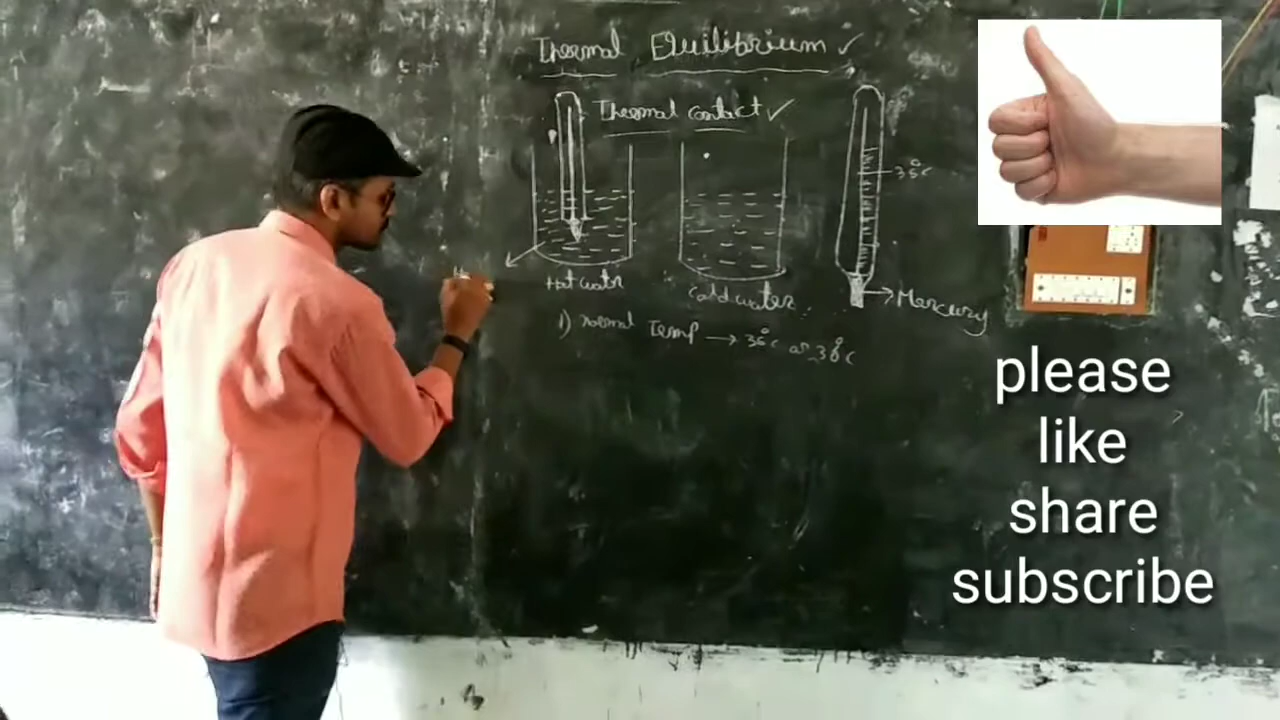 Thermal Equilibrium ✓
Thermal contact ✓
35°c
Hot water
Cold water
Mercury
1) normal Temp → 36°c or 38°c
please
like
share
subscribe